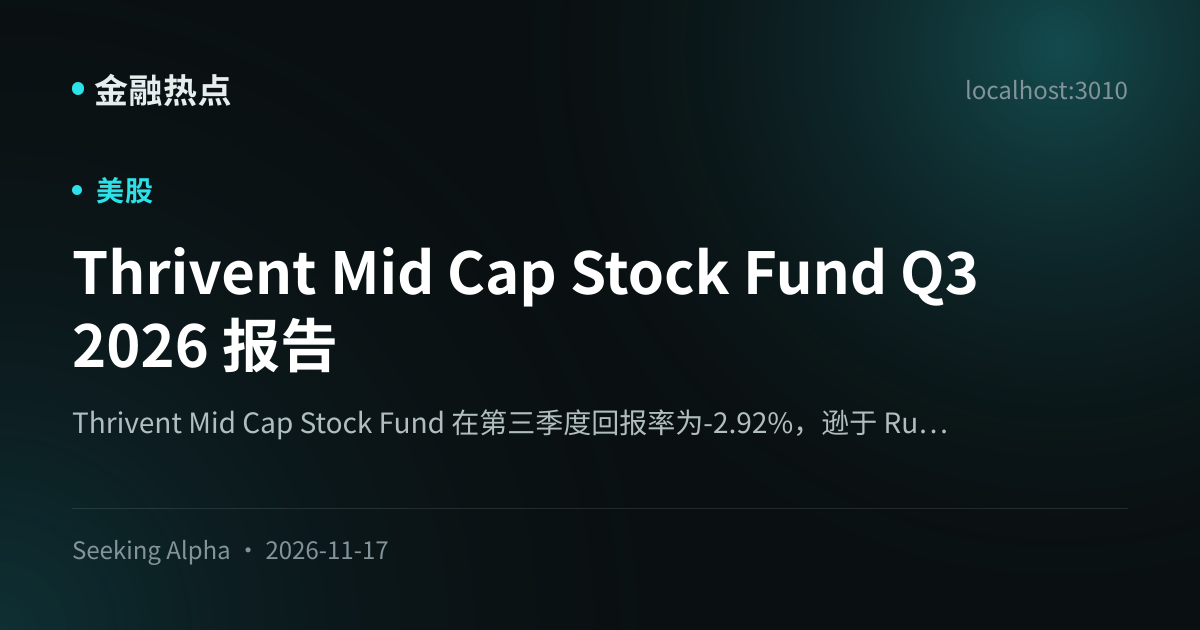 金融热点
localhost:3010
美股
Thrivent Mid Cap Stock Fund Q3
2026 报告
Thrivent Mid Cap Stock Fund 在第三季度回报率为-2.92%，逊于 Ru…
Seeking Alpha • 2026-11-17